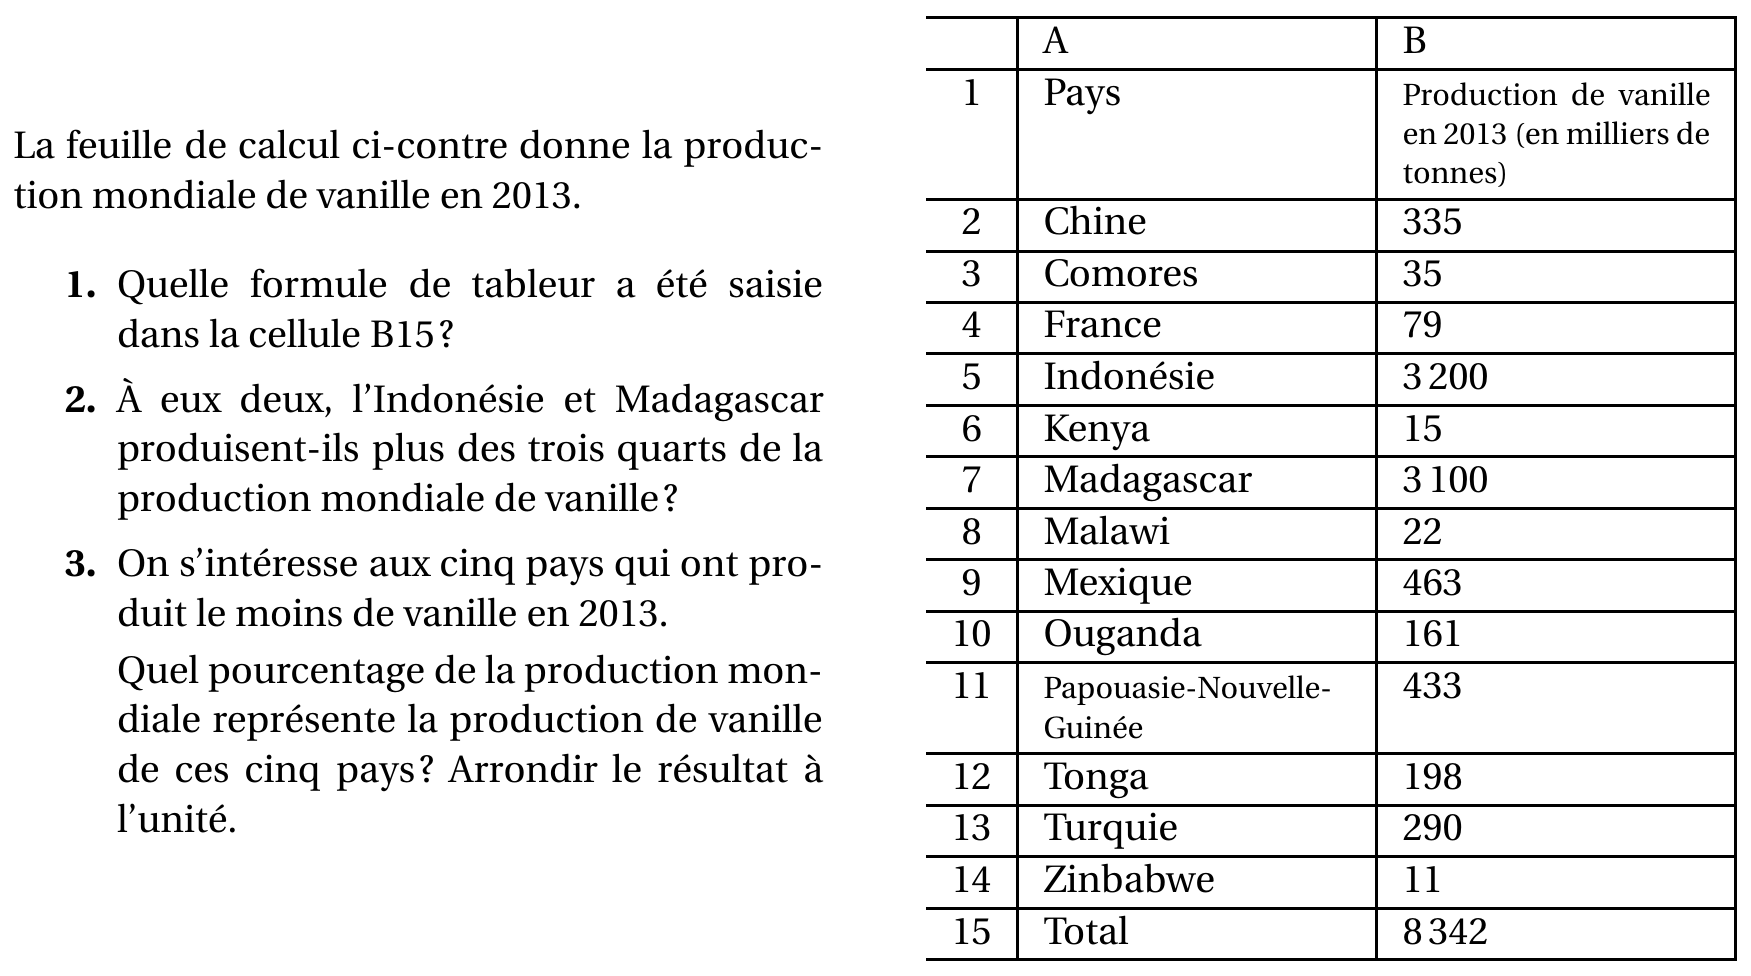 La feuille de calcul ci-contre donne la produc-
tion mondiale de vanille en 2013.
1. Quelle formule de tableur a été saisie
dans la cellule B15 ?
2. À eux deux, l'Indonésie et Madagascar
produisent-ils plus des trois quarts de la
production mondiale de vanille ?
3. On s'intéresse aux cinq pays qui ont pro-
duit le moins de vanille en 2013.
Quel pourcentage de la production mon-
diale représente la production de vanille
de ces cinq pays ? Arrondir le résultat à
l'unité.
A B
1 Pays Production de vanille
en 2013 (en milliers de
tonnes)
2 Chine 335
3 Comores 35
4 France 79
5 Indonésie 3 200
6 Kenya 15
7 Madagascar 3 100
8 Malawi 22
9 Mexique 463
10 Ouganda 161
11 Papouasie-Nouvelle- 433
Guinée
12 Tonga 198
13 Turquie 290
14 Zinbabwe 11
15 Total 8 342